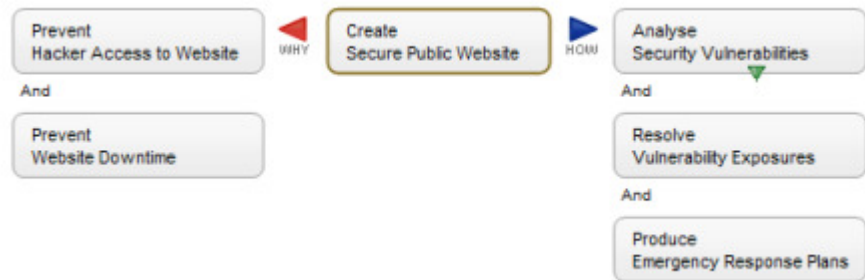 Prevent
Hacker Access to Website
WHY
Create
Secure Public Website
HOW
Analyse
Security Vulnerabilities
And
And
Prevent
Website Downtime
Resolve
Vulnerability Exposures
And
Produce
Emergency Response Plans